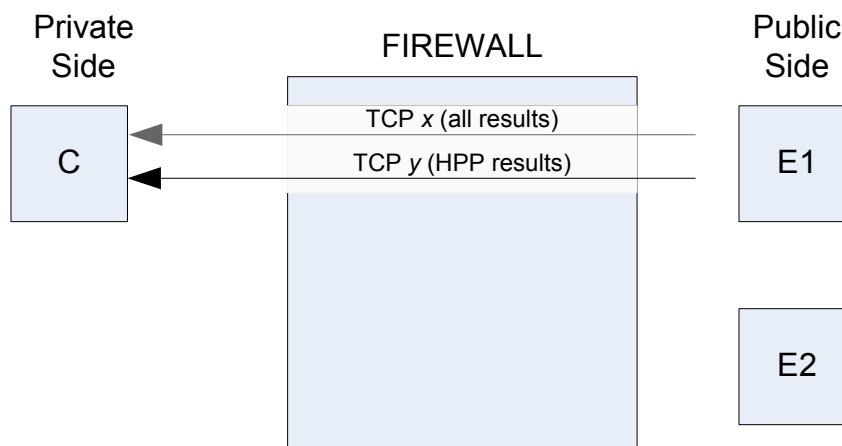 Private
Side
FIREWALL
Public
Side
TCP x (all results)
C
TCP y (HPP results)
E1
E2